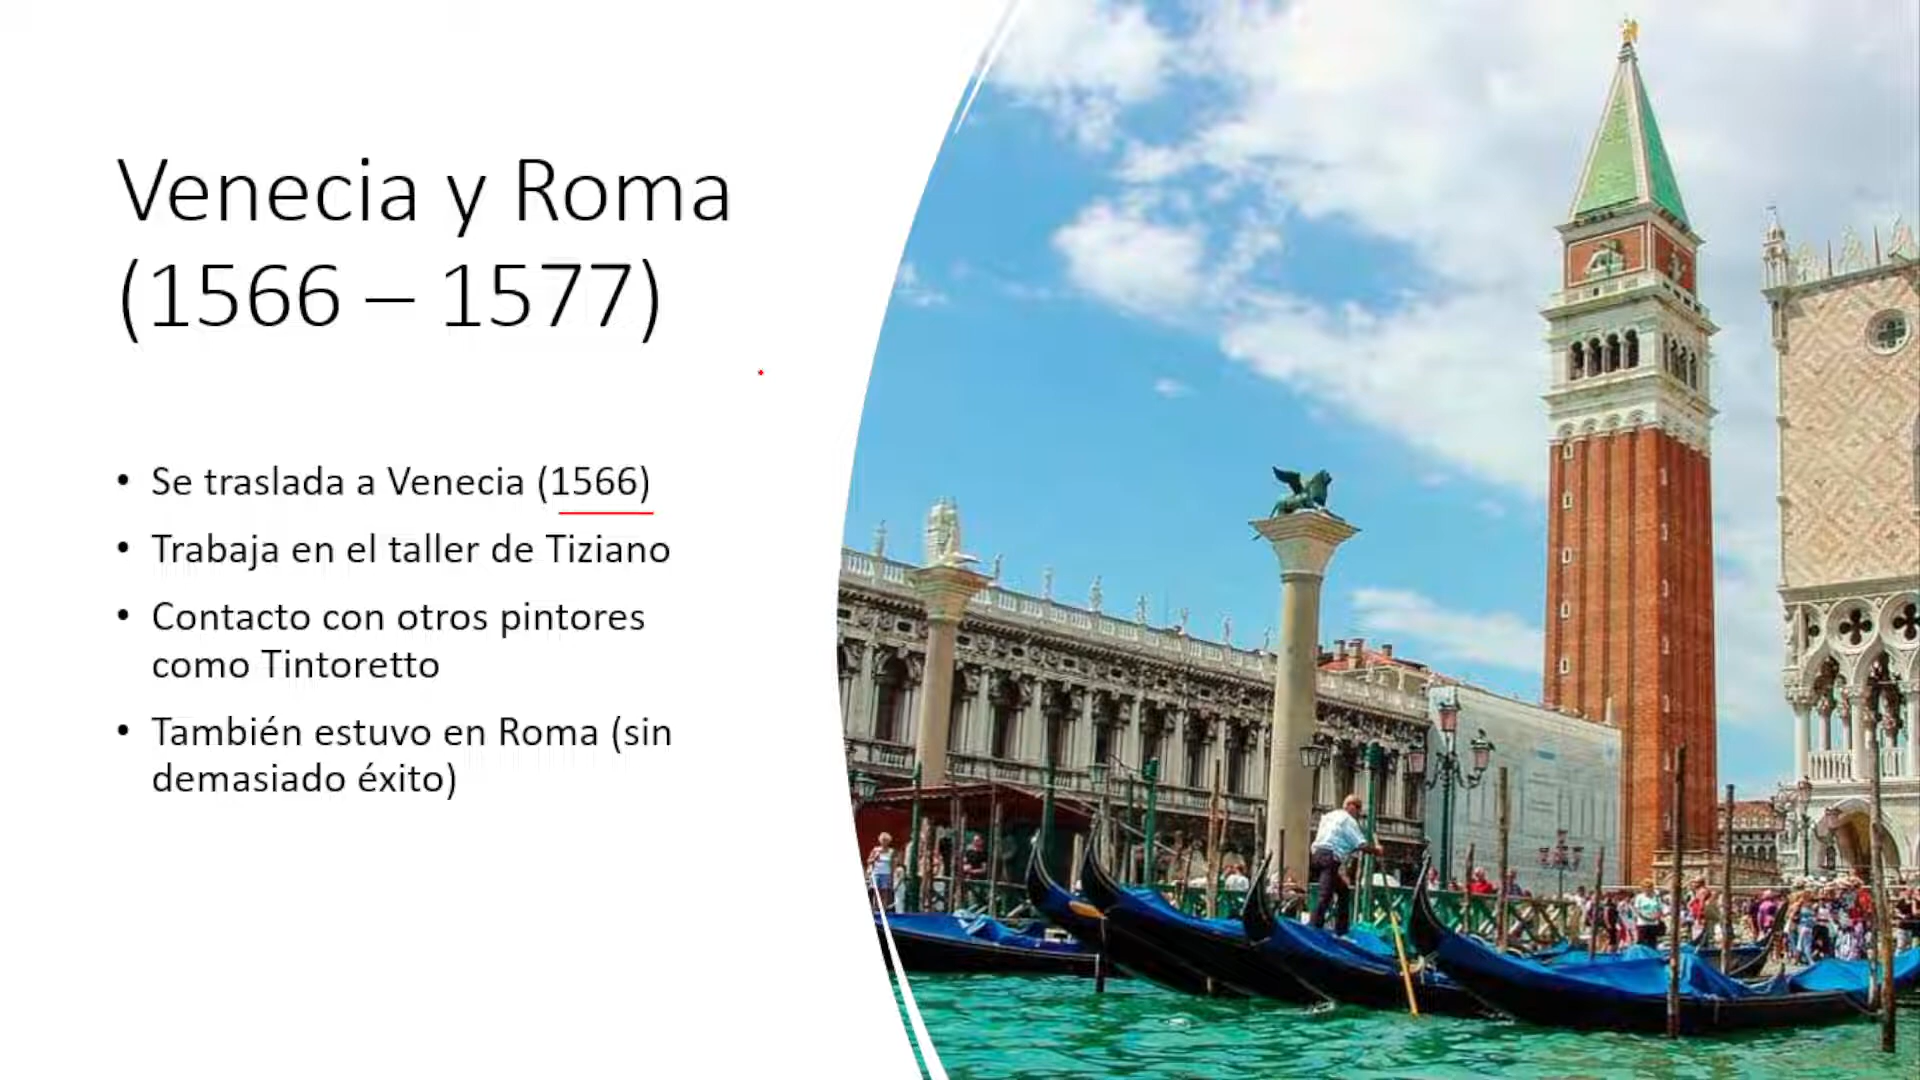 Venecia y Roma
(1566 – 1577)
• Se traslada a Venecia (1566)
• Trabaja en el taller de Tiziano
• Contacto con otros pintores
como Tintoretto
• También estuvo en Roma (sin
demasiado éxito)